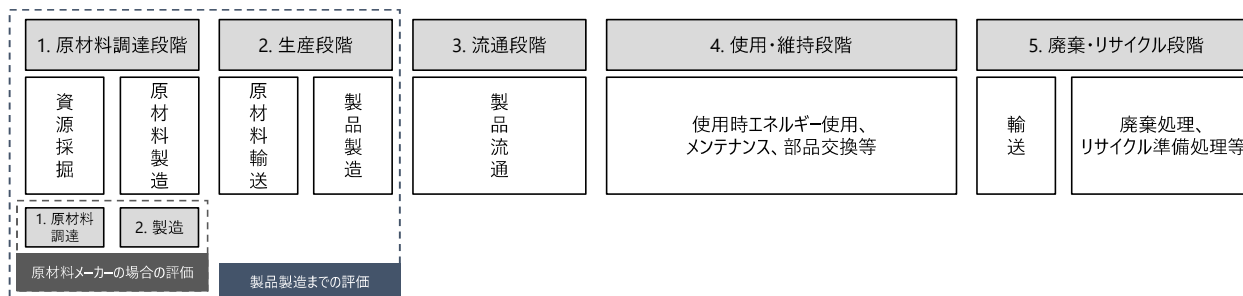 1. 原材料調達段階
2. 生産段階
3. 流通段階
4. 使用・維持段階
5. 廃棄・リサイクル段階
資源採掘
原材料製造
原材料輸送
製品製造
製品流通
使用時エネルギー使用、
メンテナンス、部品交換等
輸送
廃棄処理、
リサイクル準備処理等
1. 原材料
調達
2. 製造
原材料メーカーの場合の評価
製品製造までの評価